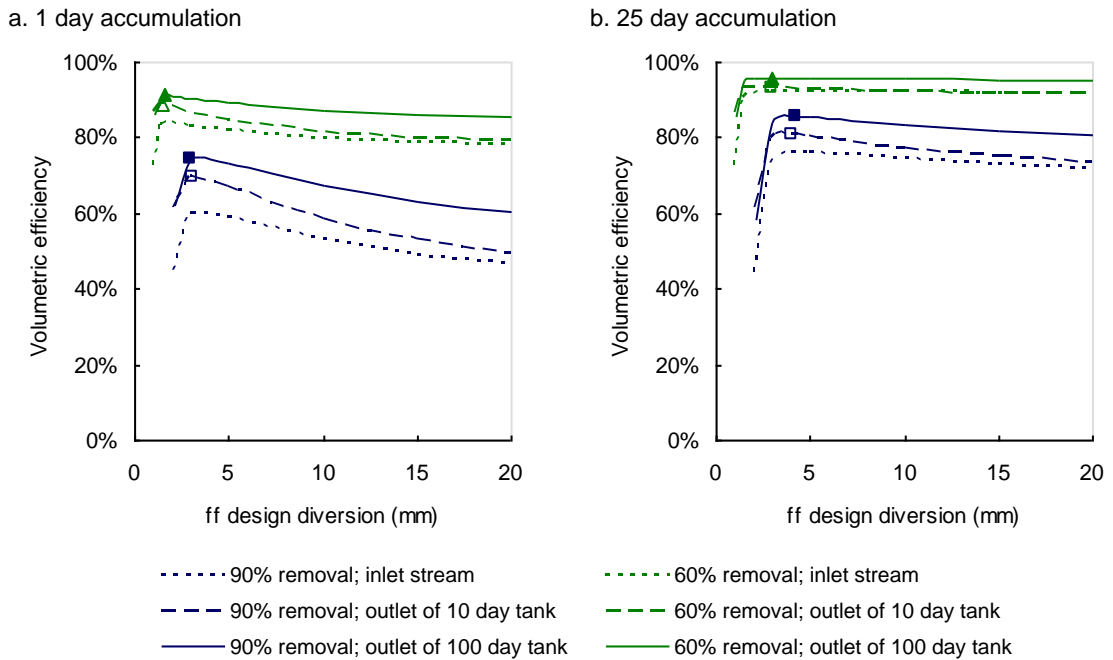 a. 1 day accumulation
b. 25 day accumulation
100%
80%
60%
40%
20%
0%
Volumetric efficiency
0 5 10 15 20
ff design diversion (mm)
100%
80%
60%
40%
20%
0%
Volumetric efficiency
0 5 10 15 20
ff design diversion (mm)
90% removal; inlet stream
90% removal; outlet of 10 day tank
90% removal; outlet of 100 day tank
60% removal; inlet stream
60% removal; outlet of 10 day tank
60% removal; outlet of 100 day tank